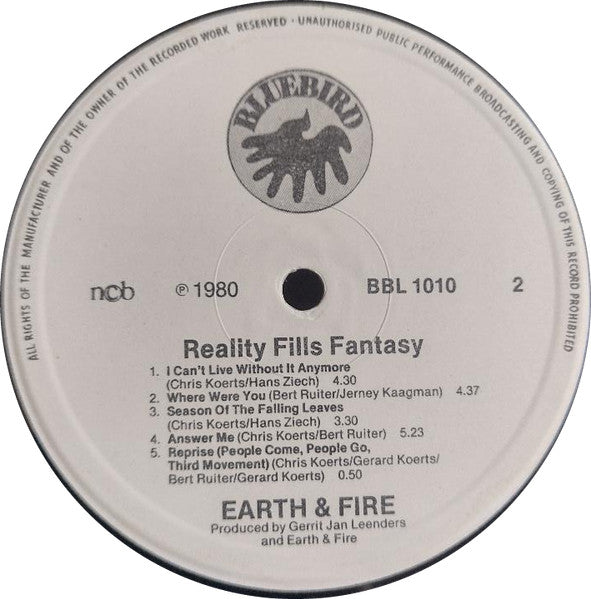 ALL RIGHTS OF THE MANUFACTURER AND OF THE OWNER OF THE RECORDED WORK RESERVED · UNAUTHORISED PUBLIC PERFORMANCE BROADCASTING AND COPYING OF THIS RECORD PROHIBITED
BLUEBIRD
ncb ℗ 1980 BBL 1010 2
Reality Fills Fantasy
1. I Can't Live Without It Anymore
(Chris Koerts/Hans Ziech) 4.30
2. Where Were You (Bert Ruiter/Jerney Kaagman) 4.37
3. Season Of The Falling Leaves
(Chris Koerts/Hans Ziech) 3.30
4. Answer Me (Chris Koerts/Bert Ruiter) 5.23
5. Reprise (People Come, People Go,
Third Movement) (Chris Koerts/Gerard Koerts/
Bert Ruiter/Gerard Koerts) 0.50
EARTH & FIRE
Produced by Gerrit Jan Leenders
and Earth & Fire